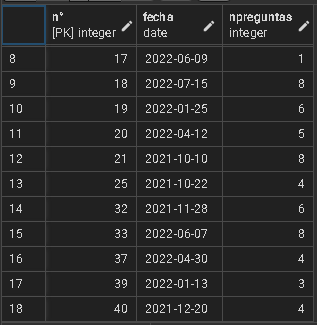 n° fecha npreguntas
[PK] integer date integer
8 17 2022-06-09 1
9 18 2022-07-15 8
10 19 2022-01-25 6
11 20 2022-04-12 5
12 21 2021-10-10 8
13 25 2021-10-22 4
14 32 2021-11-28 6
15 33 2022-06-07 8
16 37 2022-04-30 4
17 39 2022-01-13 3
18 40 2021-12-20 4